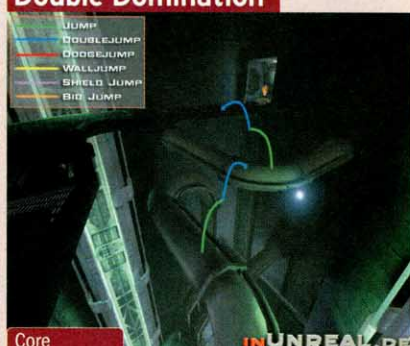 Double Domination
JUMP
DOUBLEJUMP
DODGEJUMP
WALLJUMP
SHIELD JUMP
BIO JUMP
Core
INUNREAL.DE